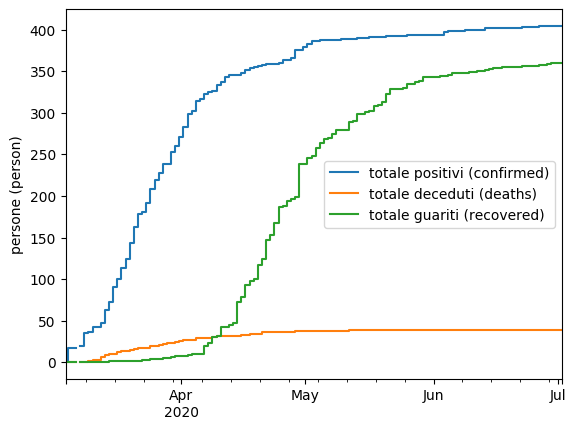 400
350
300
250
200
150
100
50
0
persone (person)
totale positivi (confirmed)
totale deceduti (deaths)
totale guariti (recovered)
Apr
2020
May
Jun
Jul